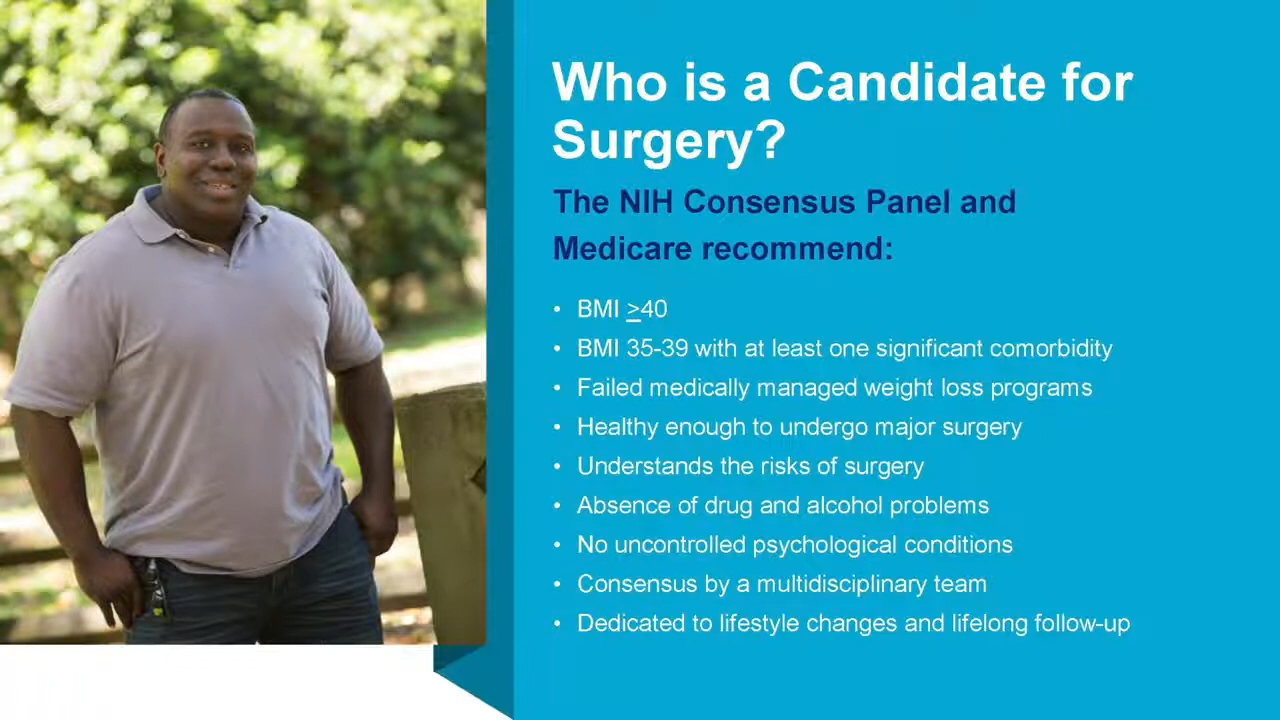 Who is a Candidate for
Surgery?
The NIH Consensus Panel and
Medicare recommend:
• BMI ≥40
• BMI 35-39 with at least one significant comorbidity
• Failed medically managed weight loss programs
• Healthy enough to undergo major surgery
• Understands the risks of surgery
• Absence of drug and alcohol problems
• No uncontrolled psychological conditions
• Consensus by a multidisciplinary team
• Dedicated to lifestyle changes and lifelong follow-up